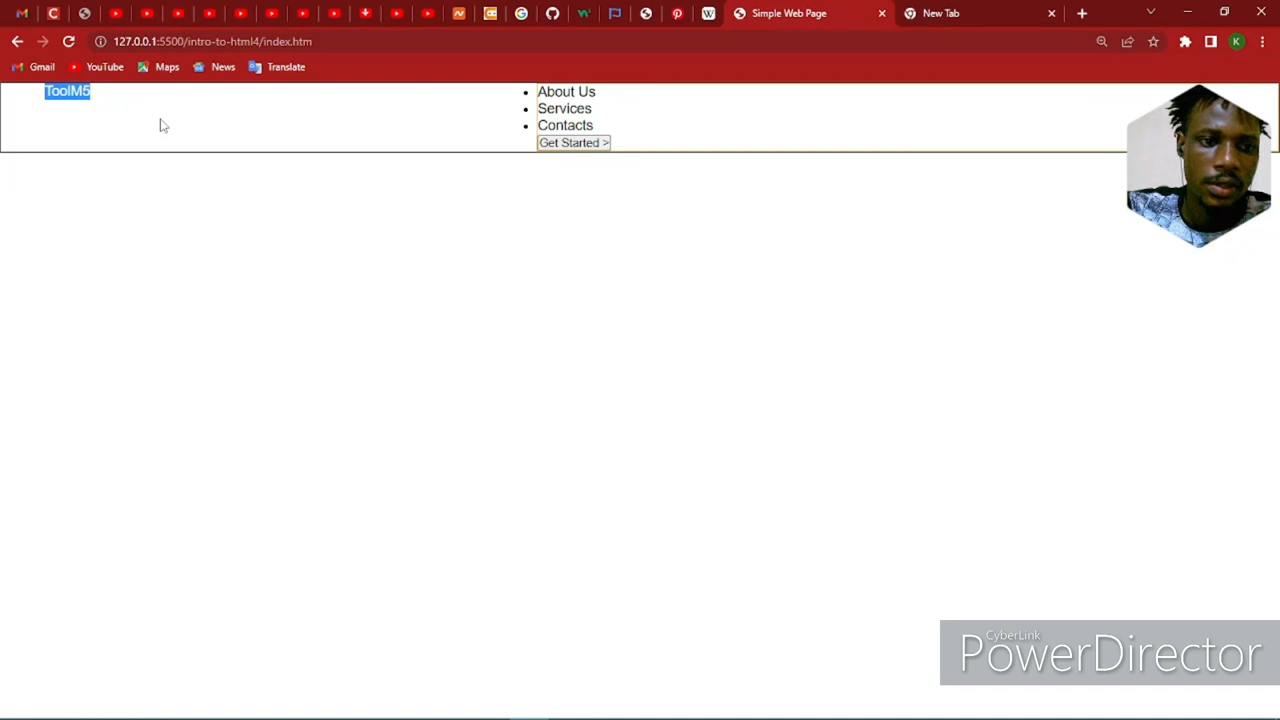 Simple Web Page
New Tab
127.0.0.1:5500/intro-to-html4/index.htm
K
Gmail
YouTube
Maps
News
Translate
ToolM5
About Us
Services
Contacts
Get Started >
CyberLink
PowerDirector